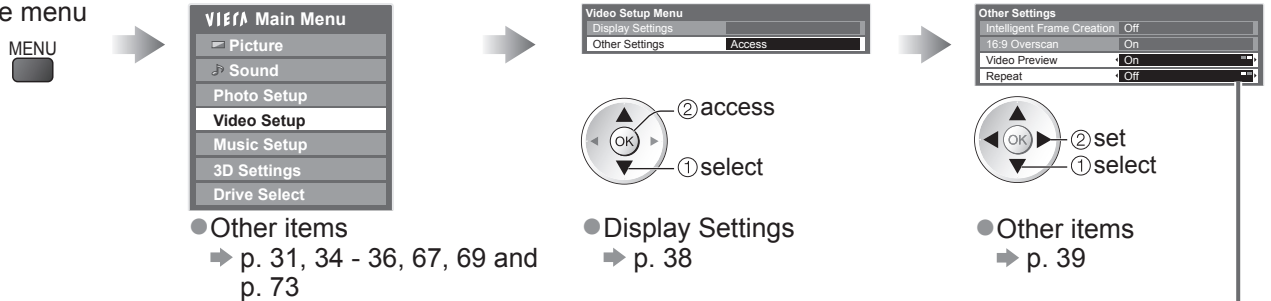 e menu
MENU
VIERA Main Menu
Picture
Sound
Photo Setup
Video Setup
Music Setup
3D Settings
Drive Select
●Other items
➡ p. 31, 34 - 36, 67, 69 and
p. 73
Video Setup Menu
Display Settings
Other Settings Access
OK
②access
①select
●Display Settings
➡ p. 38
Other Settings
Intelligent Frame Creation Off
16:9 Overscan On
Video Preview On
Repeat Off
OK
②set
①select
●Other items
➡ p. 39